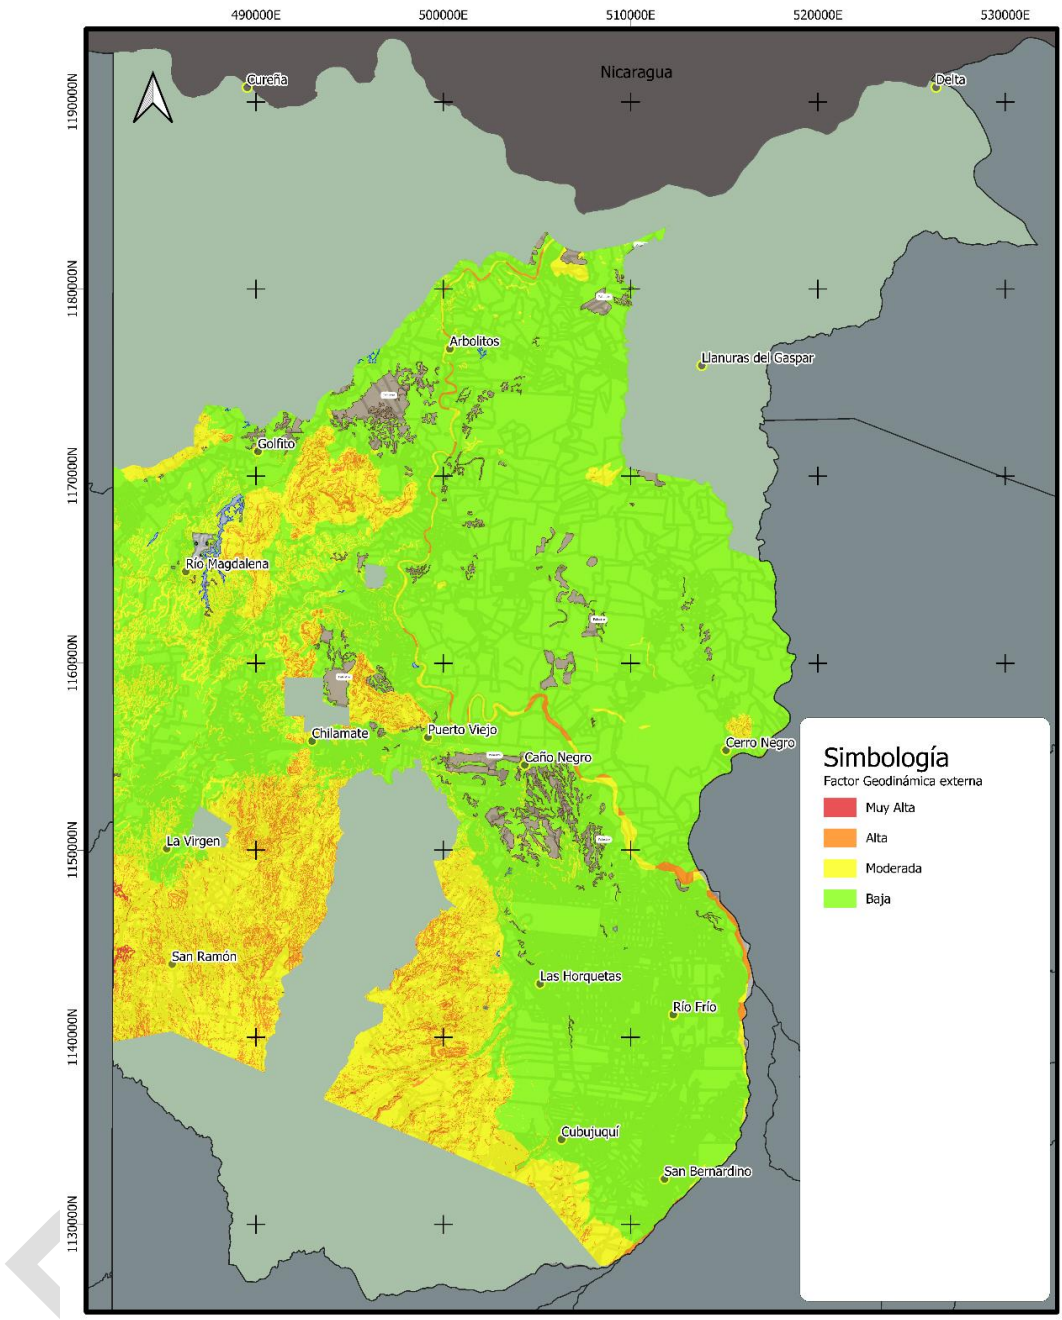 490000E 500000E 510000E 520000E 530000E
Nicaragua
Cureña
Delta
1190000N
1180000N
Arbolitos
Llanuras del Gaspar
Golfito
1170000N
Río Magdalena
1160000N
Puerto Viejo
Chilamate
Cerro Negro
Caño Negro
Simbología
Factor Geodinámica externa
Muy Alta
Alta
Moderada
Baja
La Virgen
1150000N
San Ramón
Las Horquetas
Río Frío
1140000N
Cubujuquí
San Bernardino
1130000N